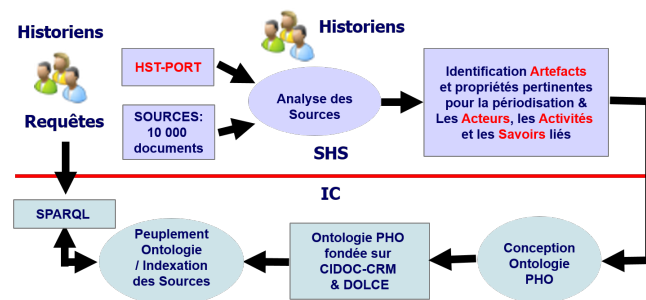 Historiens
Requêtes
HST-PORT
SOURCES:
10 000
documents
Historiens
Analyse des
Sources
SHS
Identification Artefacts
et propriétés pertinentes
pour la périodisation &
Les Acteurs, les Activités
et les Savoirs liés
IC
SPARQL
Peuplement
Ontologie
/ Indexation
des Sources
Ontologie PHO
fondée sur
CIDOC-CRM
& DOLCE
Conception
Ontologie
PHO